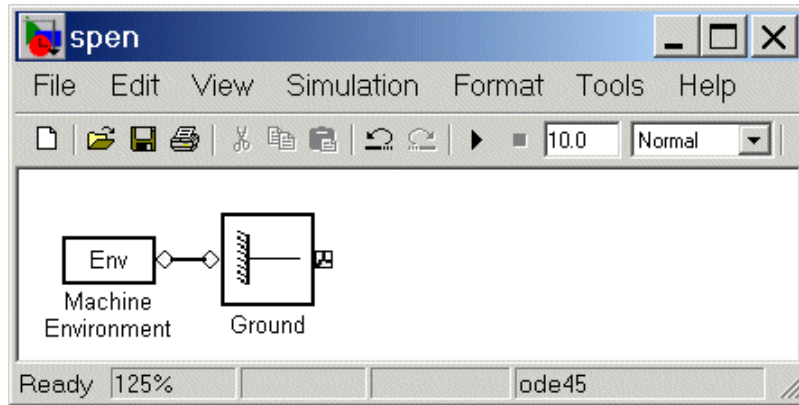 spen
File Edit View Simulation Format Tools Help
10.0 Normal
Env
Machine
Environment
Ground
Ready 125% ode45